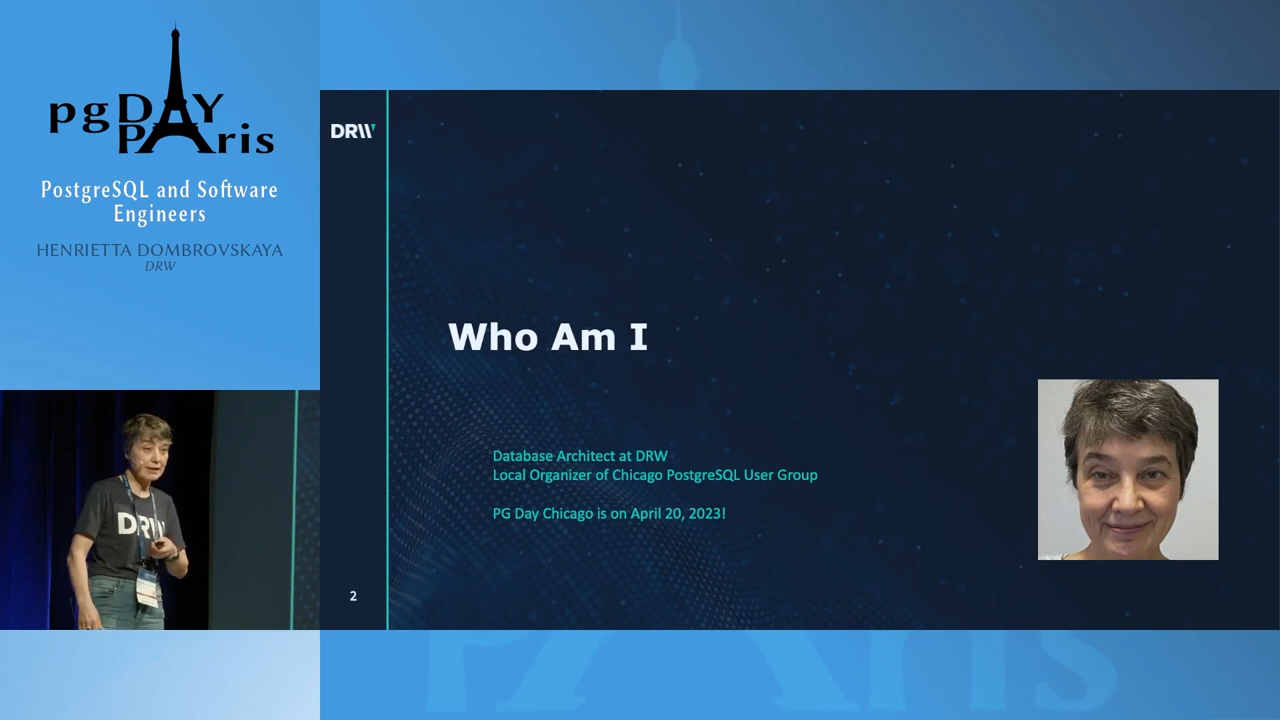 pgDAY
PAris
PostgreSQL and Software
Engineers
HENRIETTA DOMBROVSKAYA
DRW
DRW
Who Am I
Database Architect at DRW
Local Organizer of Chicago PostgreSQL User Group
PG Day Chicago is on April 20, 2023!
2
DRW